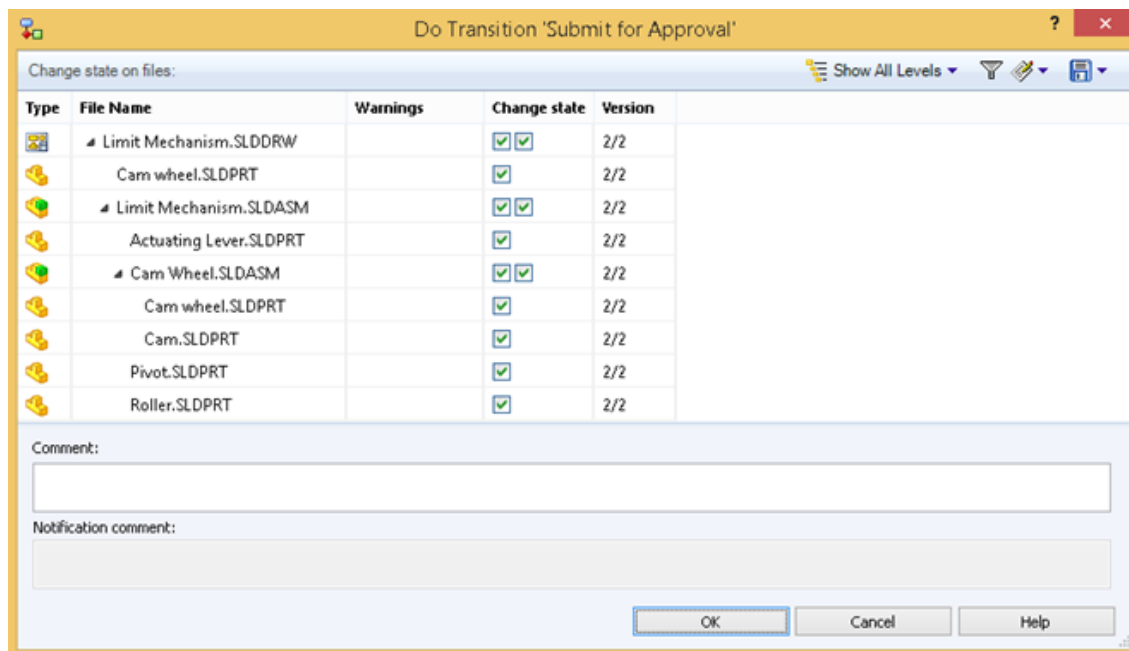 Do Transition 'Submit for Approval'
?
Change state on files:
Show All Levels
Type File Name Warnings Change state Version
Limit Mechanism.SLDDRW 2/2
Cam wheel.SLDPRT 2/2
Limit Mechanism.SLDASM 2/2
Actuating Lever.SLDPRT 2/2
Cam Wheel.SLDASM 2/2
Cam wheel.SLDPRT 2/2
Cam.SLDPRT 2/2
Pivot.SLDPRT 2/2
Roller.SLDPRT 2/2
Comment:
Notification comment:
OK Cancel Help